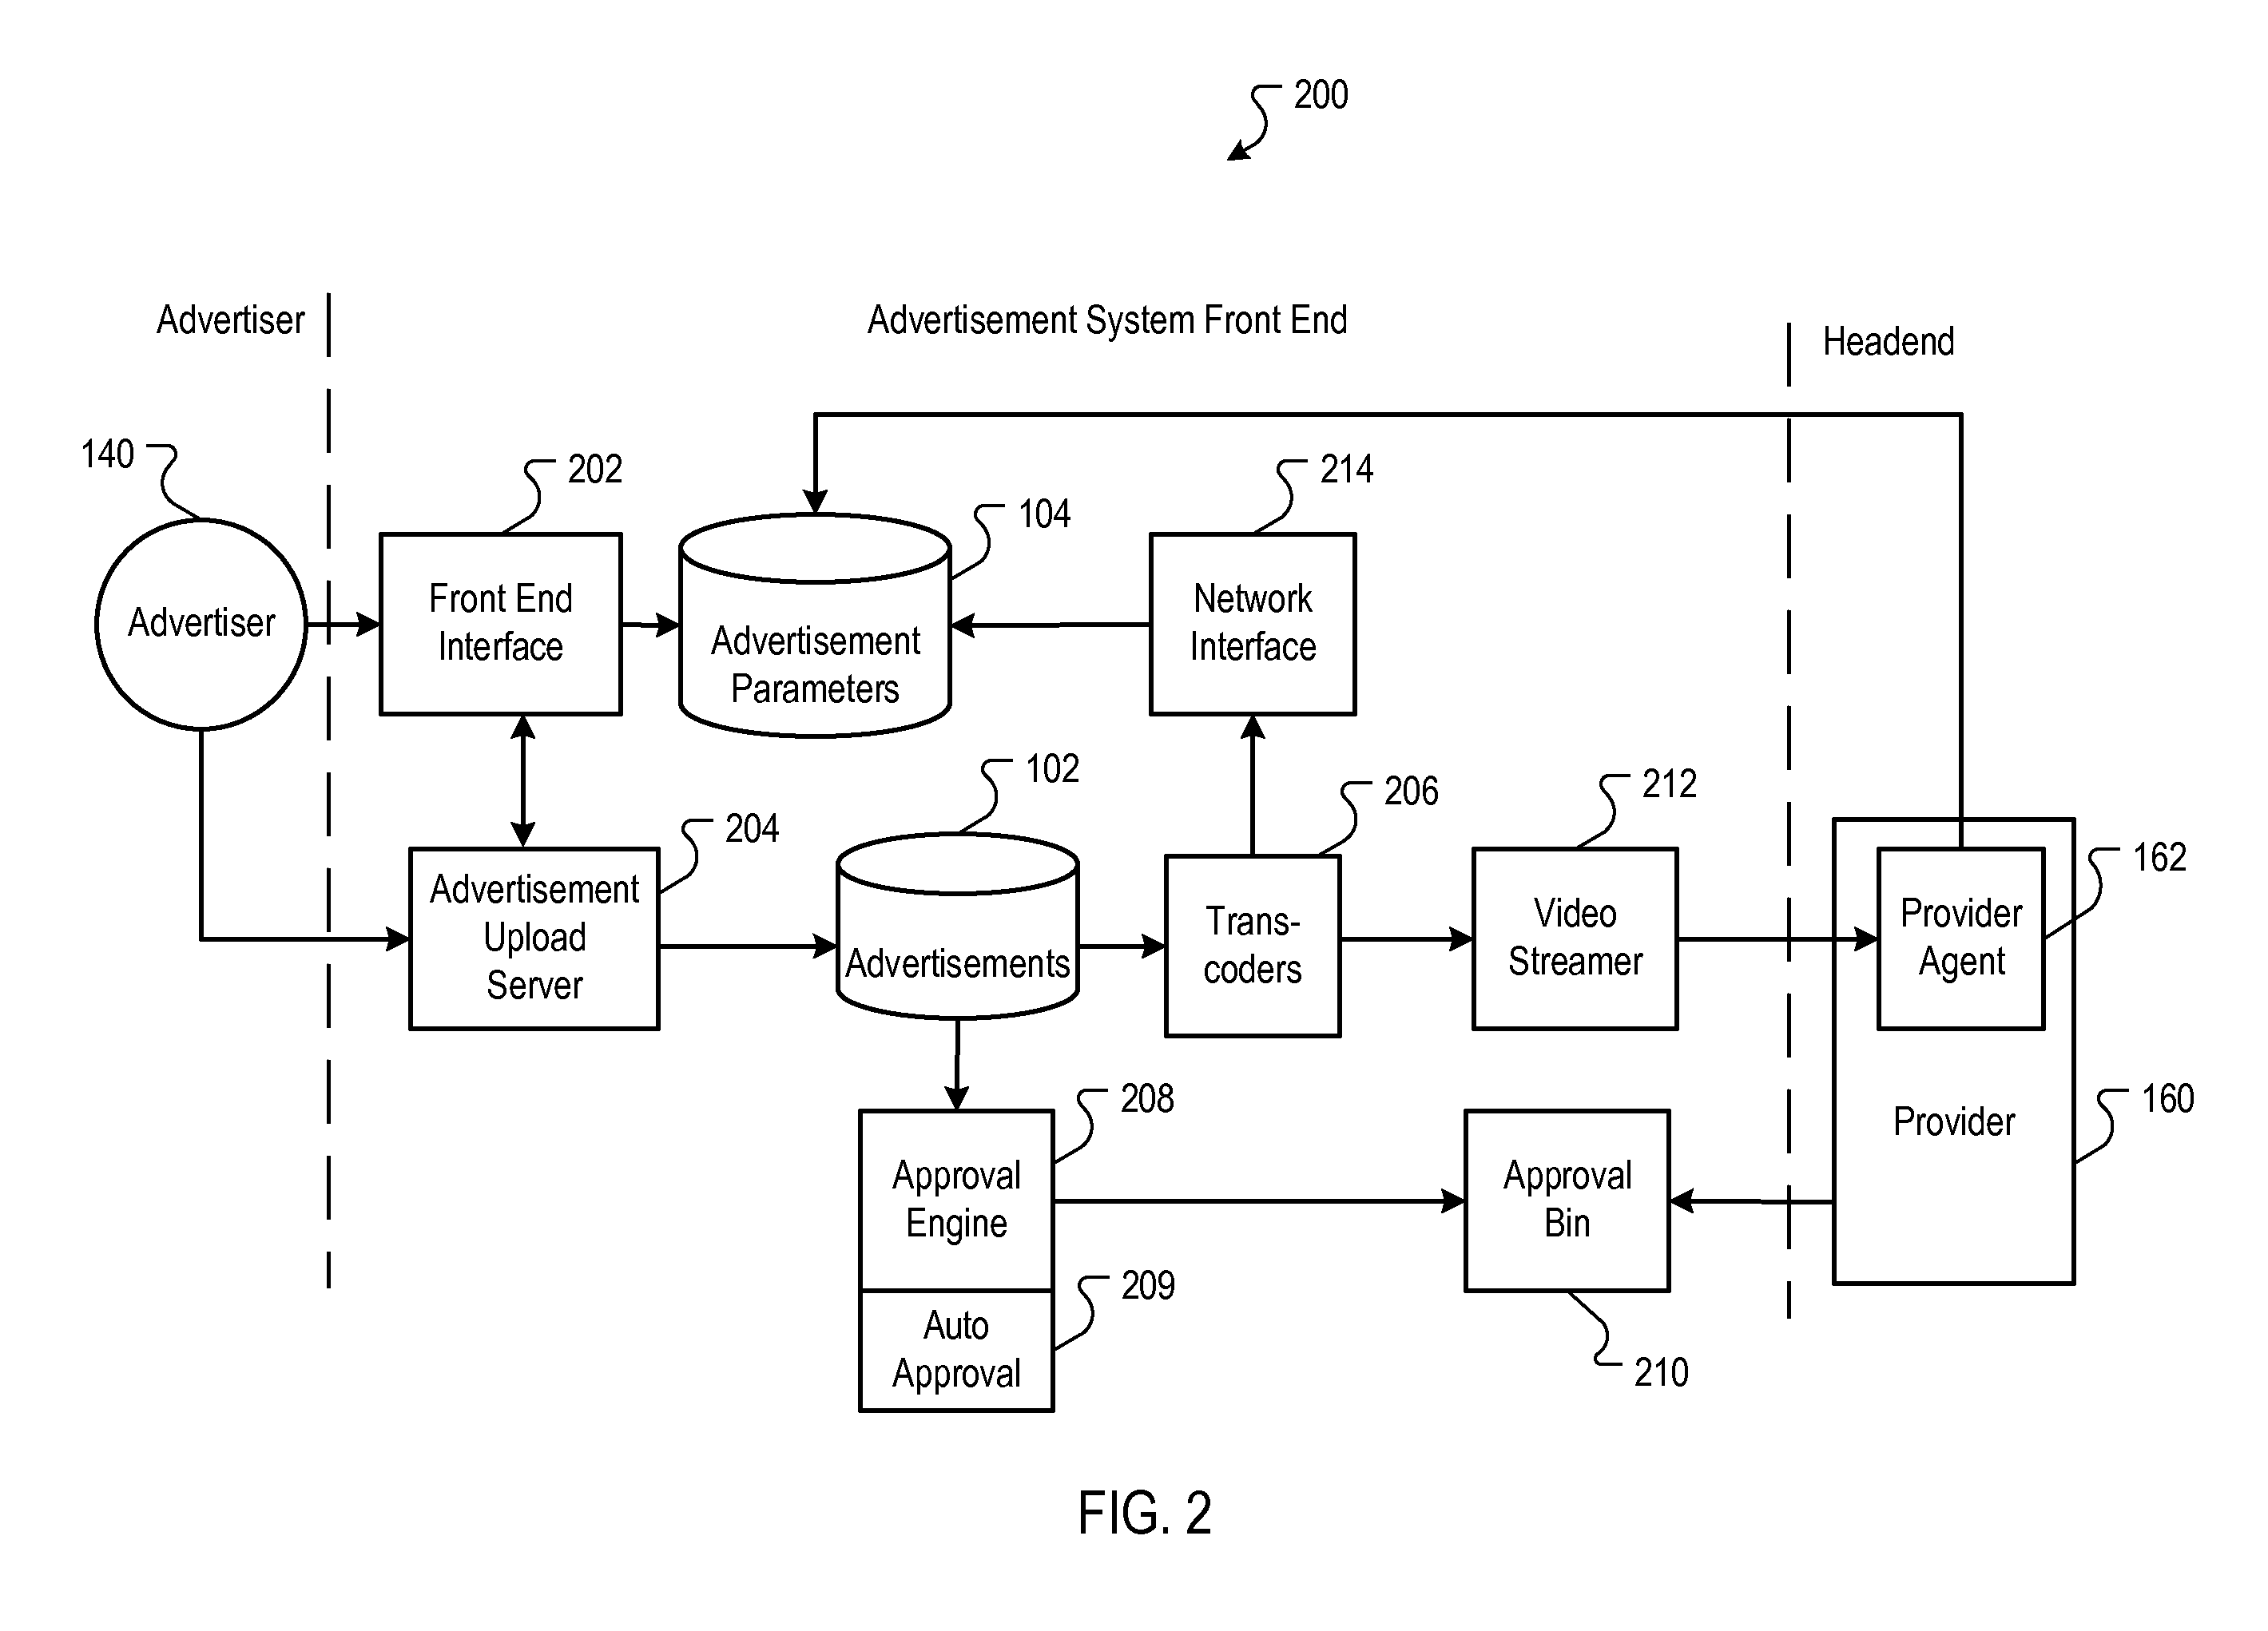 200
Advertiser
Advertisement System Front End
Headend
140
202
214
104
Advertiser
Front End
Interface
Advertisement
Parameters
Network
Interface
102
206
212
204
162
Advertisement
Upload
Server
Advertisements
Trans-
coders
Video
Streamer
Provider
Agent
208
160
Provider
Approval
Engine
Approval
Bin
209
Auto
Approval
210
FIG. 2